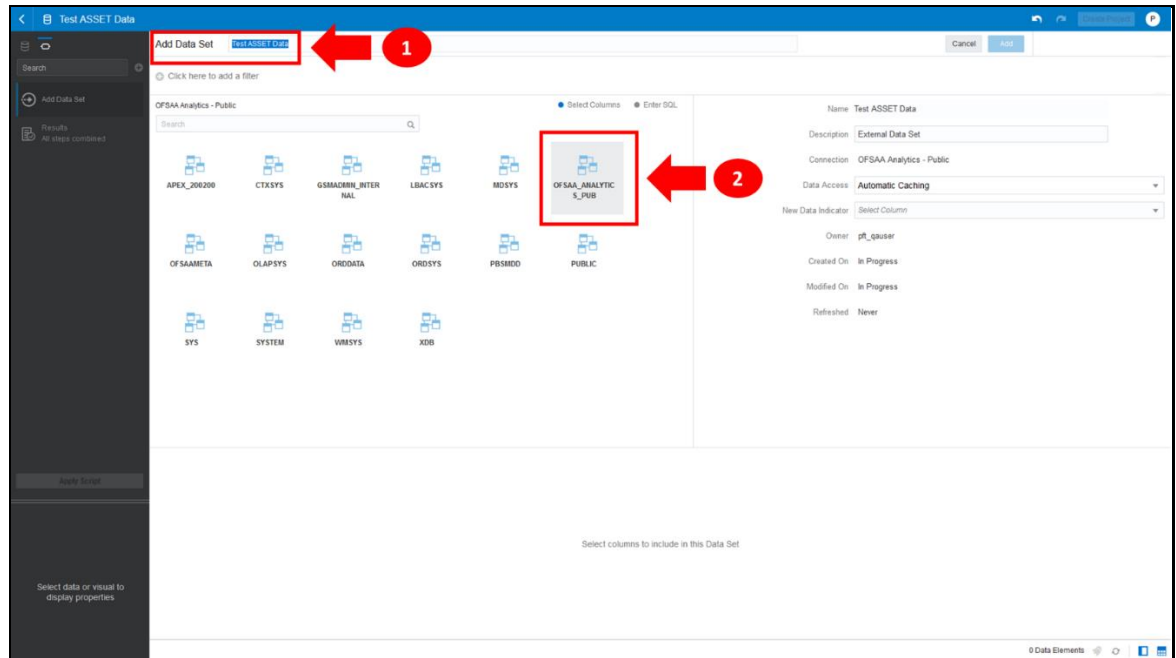 Test ASSET Data
Create Project
P
Search
Add Data Set
Results
All steps combined
Apply Script
Select data or visual to
display properties
Add Data Set
Test ASSET Data
1
Cancel
Add
Click here to add a filter
OFSAA Analytics - Public
Select Columns
Enter SQL
Search
APEX_200200
CTXSYS
GSMADMIN_INTER
NAL
LBACSYS
MDSYS
OFSAA_ANALYTIC
S_PUB
2
OFSAAMETA
OLAPSYS
ORDDATA
ORDSYS
PBSMDD
PUBLIC
SYS
SYSTEM
WMSYS
XDB
Name Test ASSET Data
Description External Data Set
Connection OFSAA Analytics - Public
Data Access Automatic Caching
New Data Indicator Select Column
Owner pft_qauser
Created On In Progress
Modified On In Progress
Refreshed Never
Select columns to include in this Data Set
0 Data Elements